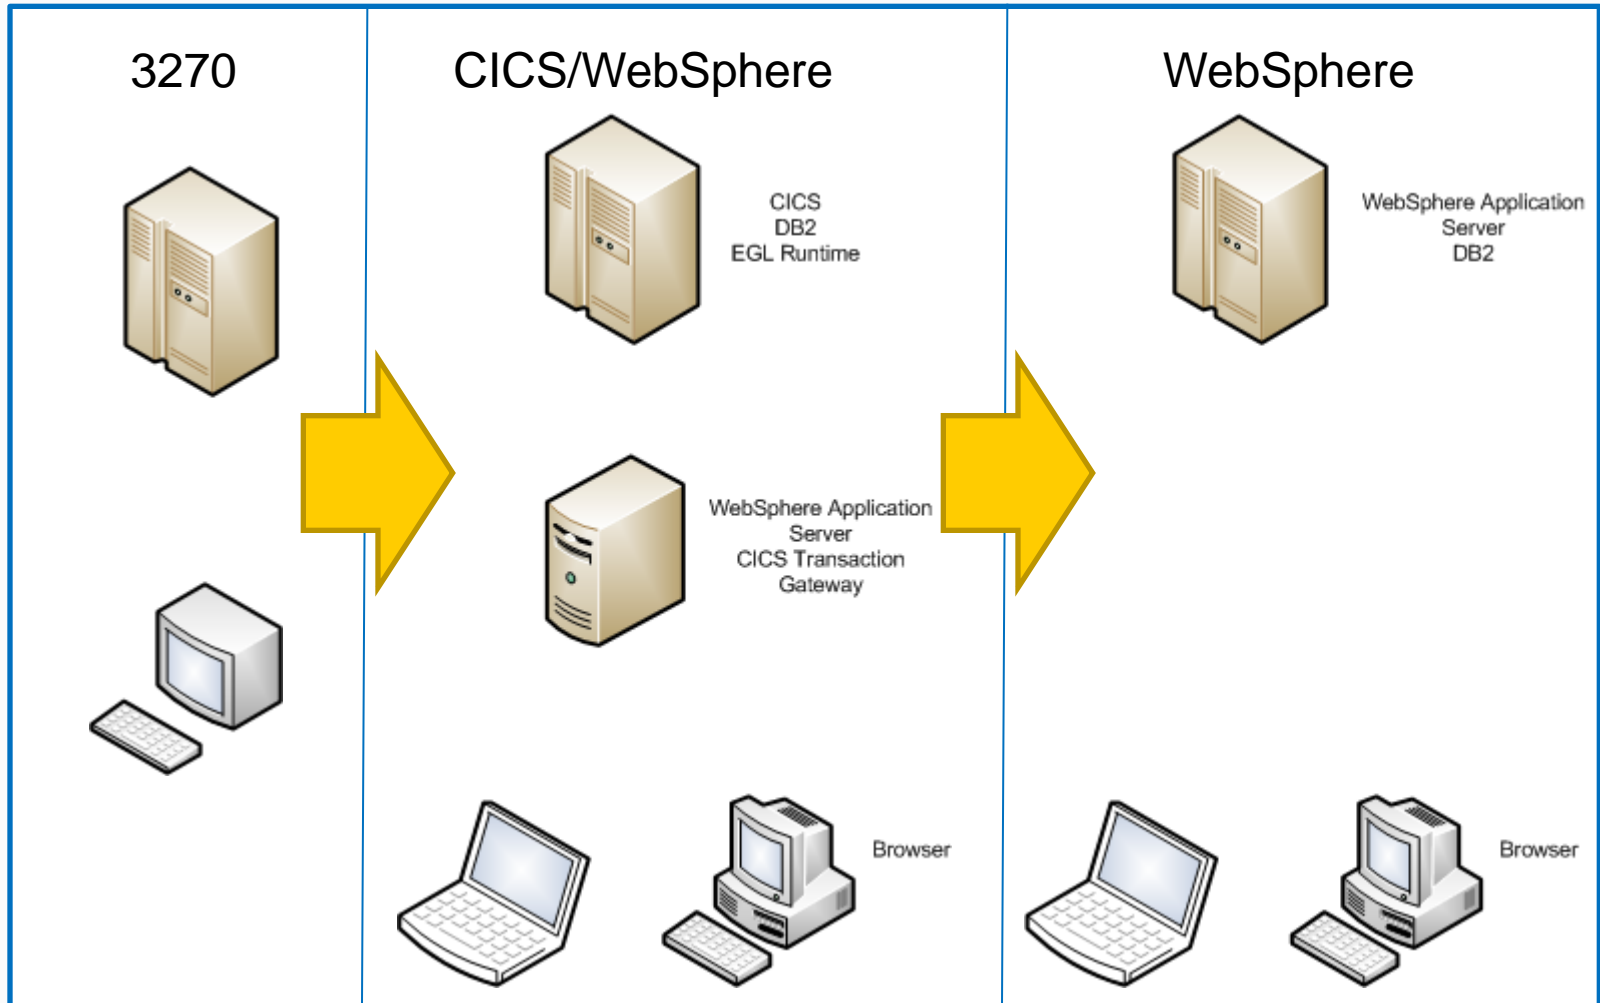 3270
CICS/WebSphere
WebSphere
CICS
DB2
EGL Runtime
WebSphere Application
Server
DB2
WebSphere Application
Server
CICS Transaction
Gateway
Browser
Browser